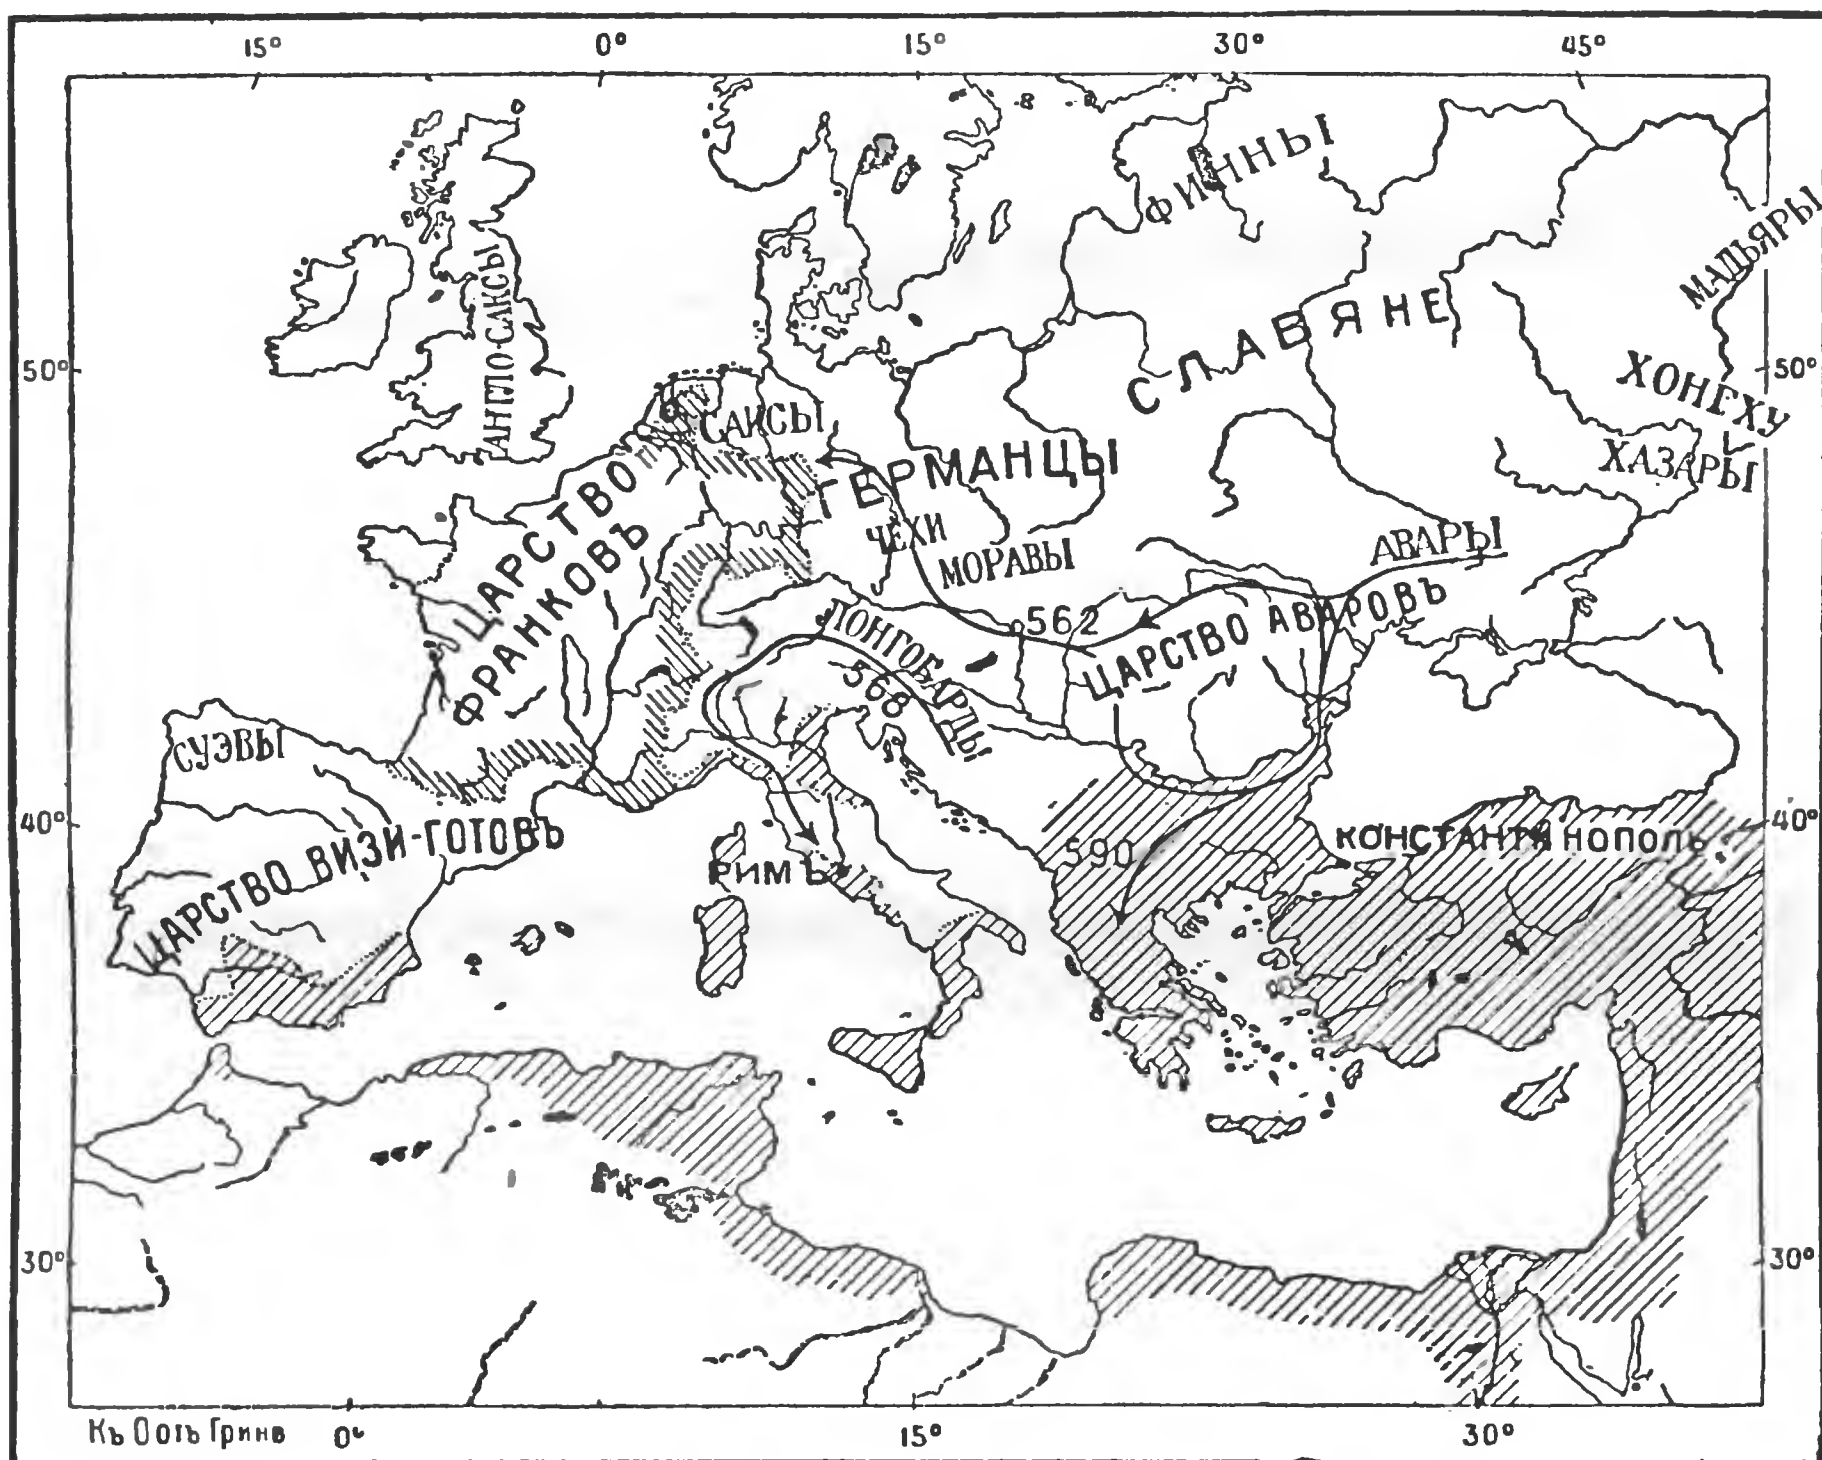 15° 0° 15° 30° 45°
ФИННЫ
МАДЬЯРЫ
АНГЛО-САКСЫ
СЛАВЯНЕ
50° 50°
ХОНГХУ
САКСЫ
ГЕРМАНЦЫ
ХАЗАРЫ
ЦАРСТВО
ФРАНКОВЪ
ЧЕХИ
МОРАВЫ
АВАРЫ
562
ЦАРСТВО АВАРОВЪ
ЛОНГОБАРДЫ
568
СУЭВЫ
40° 40°
ЦАРСТВО ВИЗИ-ГОТОВЪ
КОНСТАНТИНОПОЛЬ
590
РИМЪ
30° 30°
Къ О отъ Гринв
0° 15° 30°